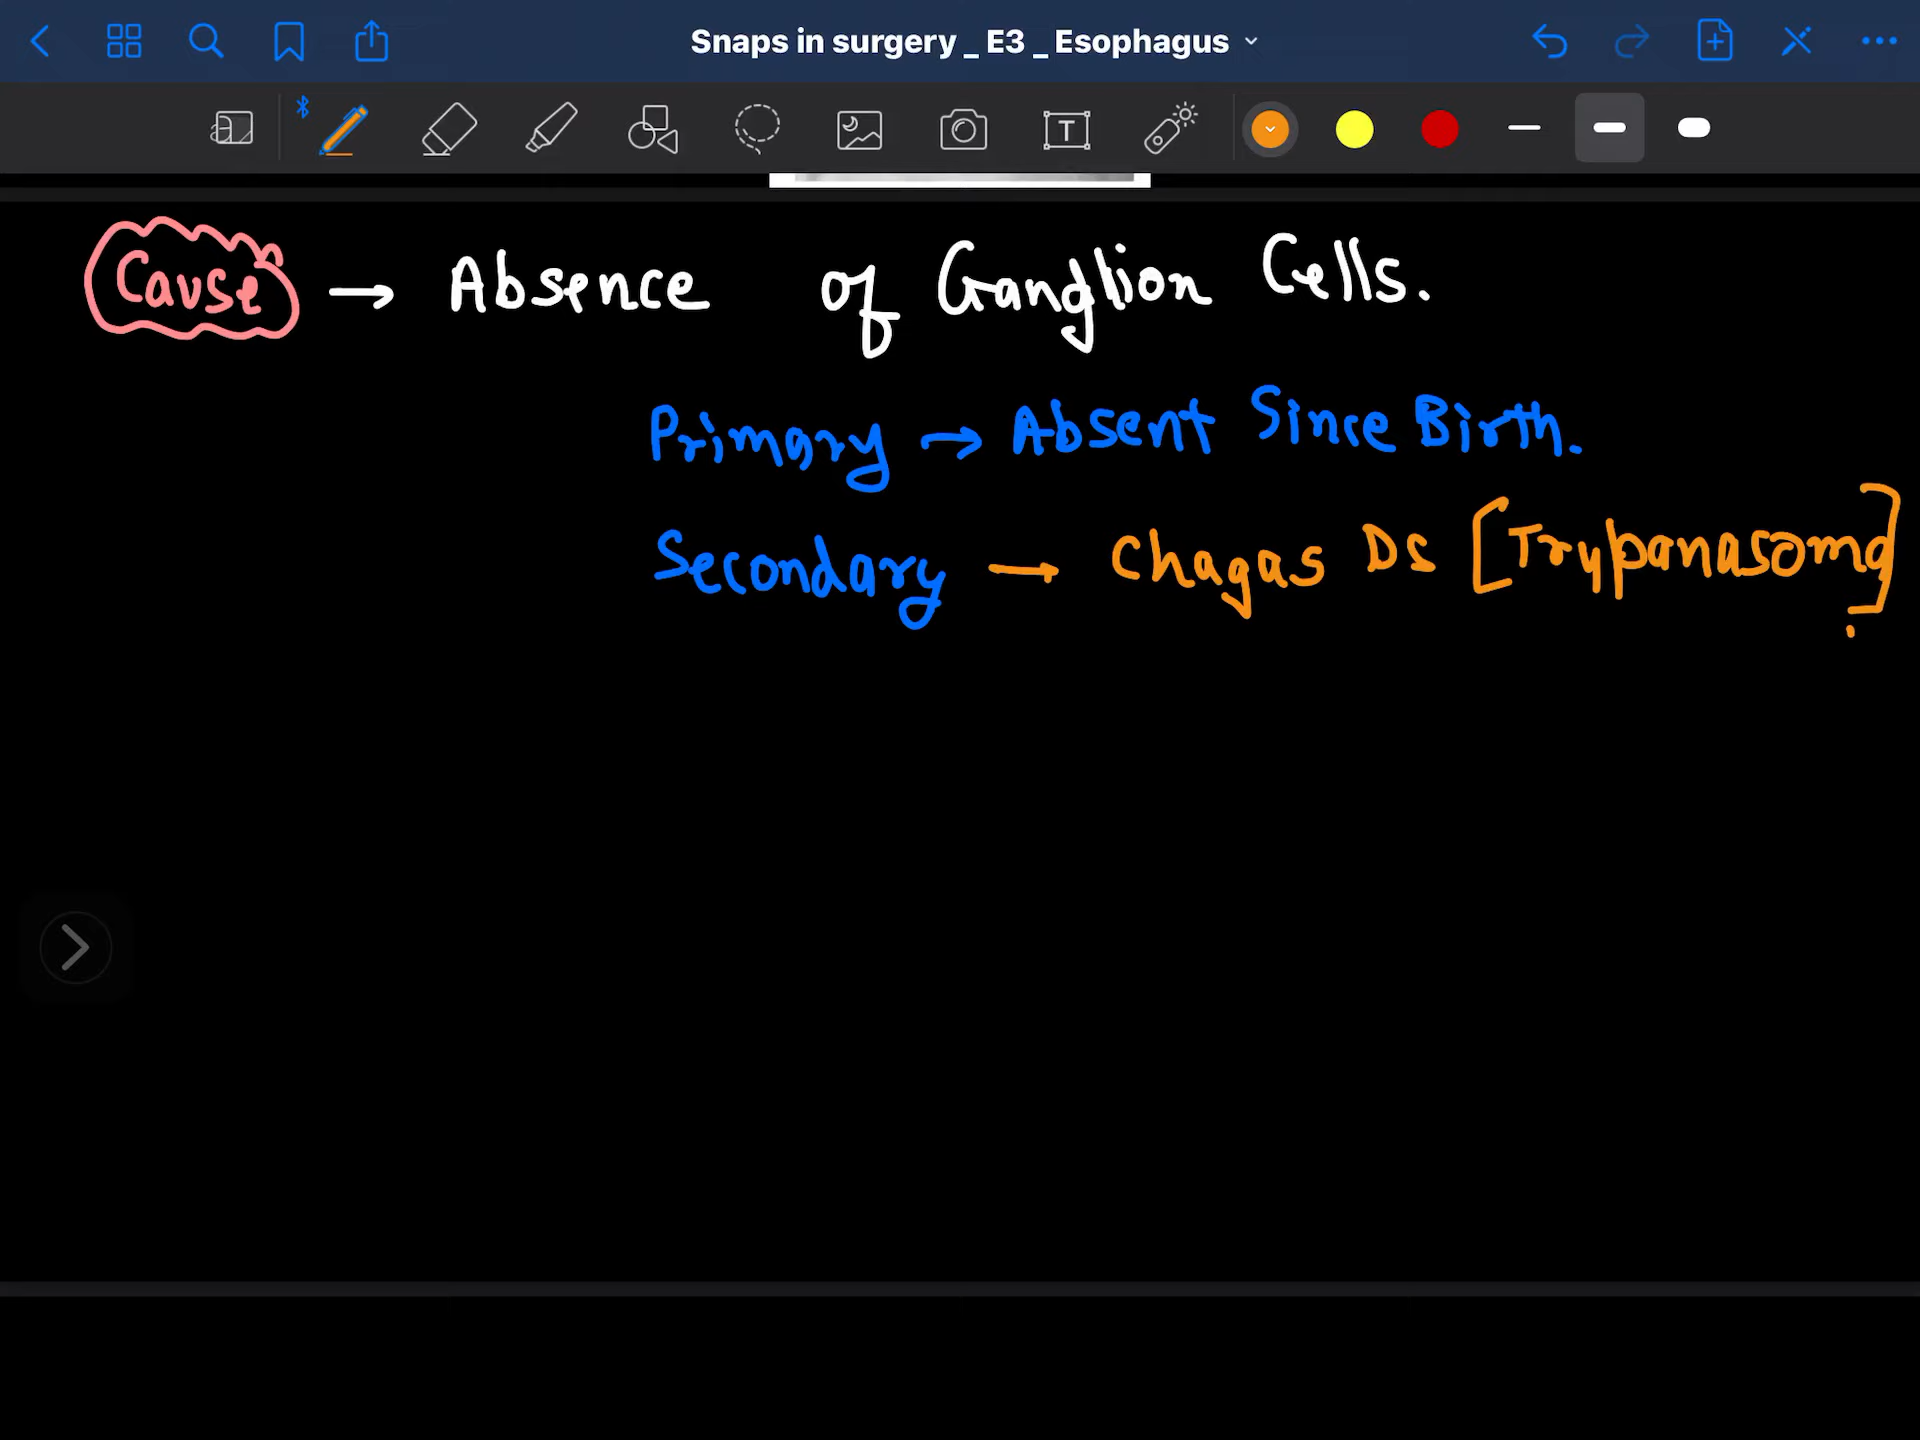 Snaps in surgery _ E3 _ Esophagus
T
Cause → Absence of Ganglion Cells.
Primary → Absent Since Birth.
Secondary → Chagas Ds [Trypanasoma].